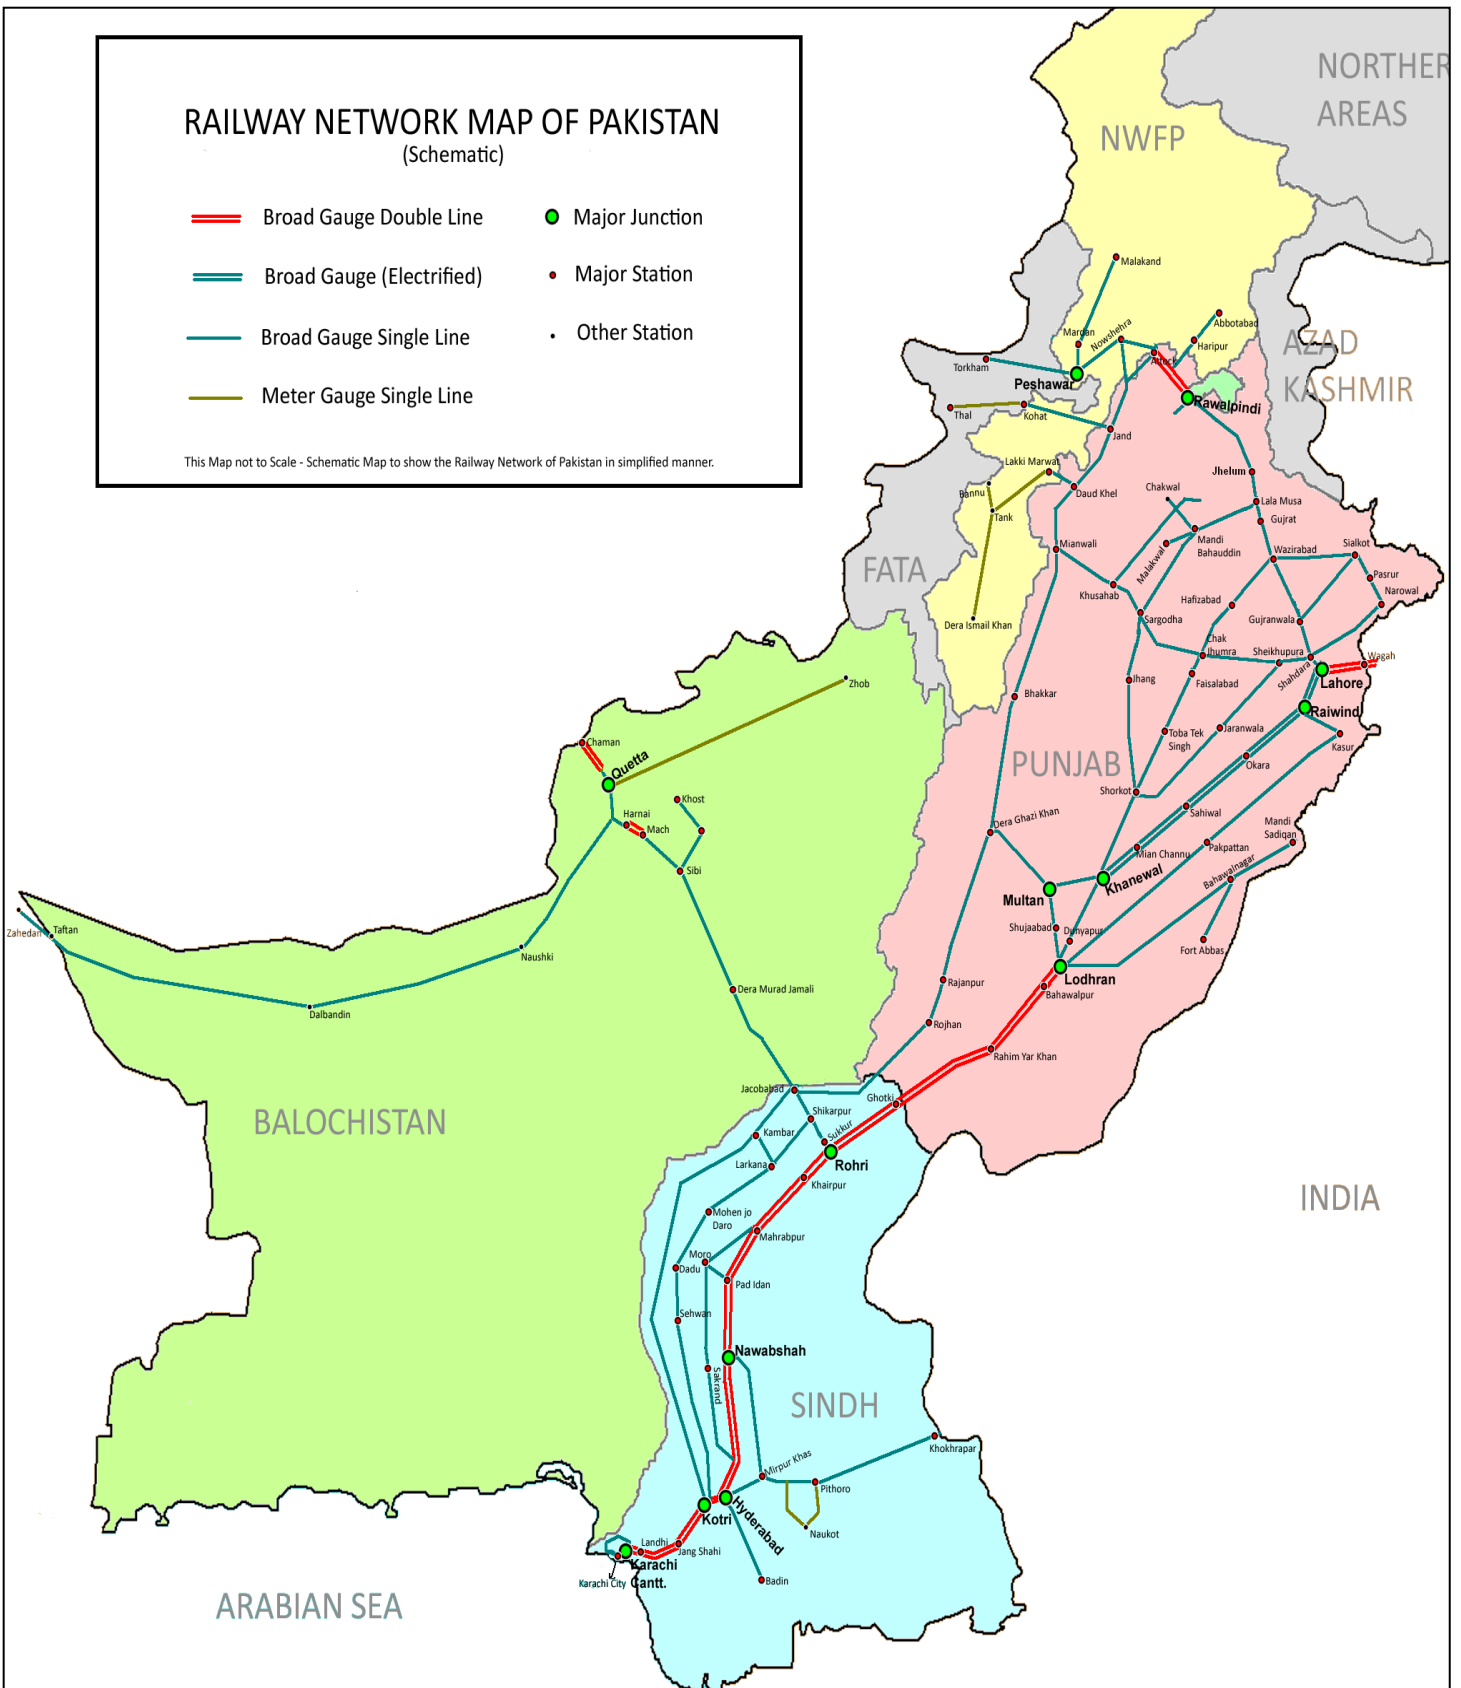 RAILWAY NETWORK MAP OF PAKISTAN
(Schematic)
Broad Gauge Double Line
Major Junction
Broad Gauge (Electrified)
Major Station
Broad Gauge Single Line
Other Station
Meter Gauge Single Line
This Map not to Scale - Schematic Map to show the Railway Network of Pakistan in simplified manner.
NORTHER
AREAS
NWFP
Malakand
Abbotabad
Mardan
Nowshehra
Haripur
AZAD
KASHMIR
Attock
Torkham
Peshawar
Rawalpindi
Thal
Kohat
Jand
Lakki Marwat
Jhelum
Bannu
Daud Khel
Chakwal
Lala Musa
Tank
Gujrat
Mianwali
Mandi
Bahauddin
Malakwal
Wazirabad
Sialkot
FATA
Pasrur
Khusahab
Narowal
Hafizabad
Dera Ismail Khan
Sargodha
Gujranwala
Chak
Jhumra
Sheikhupura
Shahdara
Wagah
Zhob
Jhang
Faisalabad
Lahore
Bhakkar
Raiwind
Chaman
Toba Tek
Singh
Jaranwala
Kasur
PUNJAB
Quetta
Okara
Khost
Shorkot
Harnai
Mach
Dera Ghazi Khan
Sahiwal
Mandi
Sadiqan
Mian Channu
Pakpattan
Sibi
Khanewal
Bahawalnagar
Multan
Zahedan
Taftan
Shujaabad
Dunyapur
Naushki
Fort Abbas
Lodhran
Rajanpur
Dera Murad Jamali
Bahawalpur
Dalbandin
Rojhan
Rahim Yar Khan
Jacobabad
Ghotki
BALOCHISTAN
Shikarpur
Kambar
Sukkur
Larkana
Rohri
Khairpur
INDIA
Mohen jo
Daro
Mahrabpur
Moro
Dadu
Pad Idan
Sehwan
Nawabshah
Sakrand
SINDH
Khokhrapar
Mirpur Khas
Pithoro
Kotri
Hyderabad
Naukot
Landhi
Jang Shahi
Karachi
Cantt.
Karachi City
Badin
ARABIAN SEA